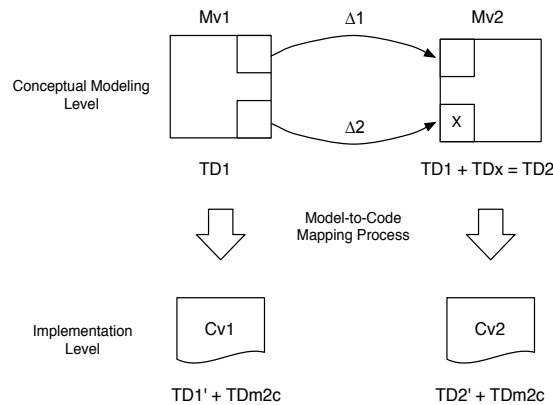 Mv1
Δ1
Mv2
Conceptual Modeling
Level
X
Δ2
TD1
TD1 + TDx = TD2
Model-to-Code
Mapping Process
Implementation
Level
Cv1
Cv2
TD1' + TDm2c
TD2' + TDm2c